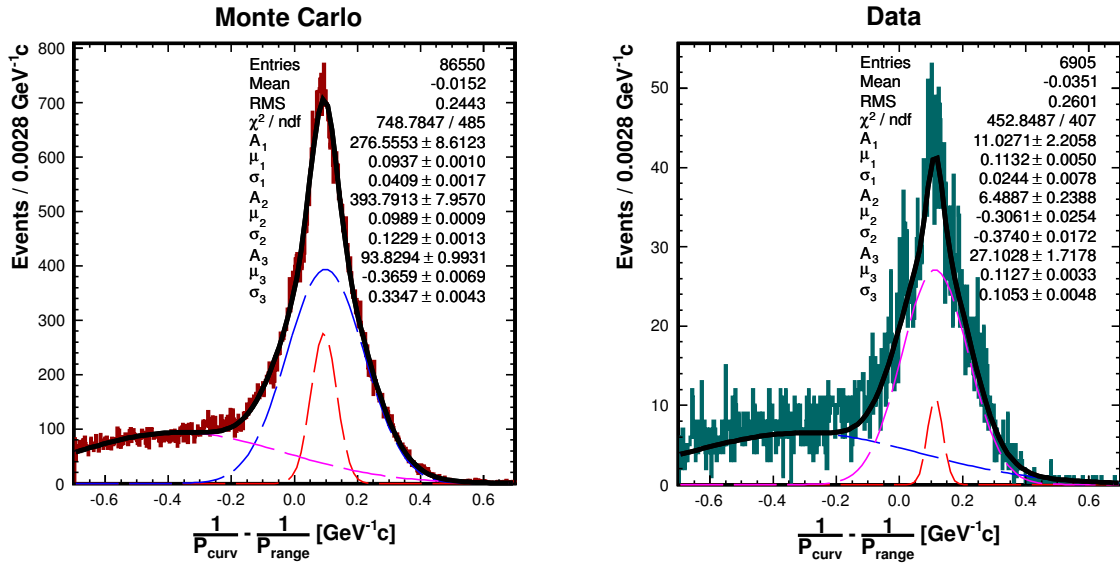 Monte Carlo
Events / 0.0028 GeV⁻¹c
800
700
600
500
400
300
200
100
0
Entries 86550
Mean -0.0152
RMS 0.2443
χ² / ndf 748.7847 / 485
A₁ 276.5553 ± 8.6123
μ₁ 0.0937 ± 0.0010
σ₁ 0.0409 ± 0.0017
A₂ 393.7913 ± 7.9570
μ₂ 0.0989 ± 0.0009
σ₂ 0.1229 ± 0.0013
A₃ 93.8294 ± 0.9931
μ₃ -0.3659 ± 0.0069
σ₃ 0.3347 ± 0.0043
-0.6 -0.4 -0.2 0.0 0.2 0.4 0.6
1/P_curv - 1/P_range [GeV⁻¹c]
Data
Events / 0.0028 GeV⁻¹c
50
40
30
20
10
0
Entries 6905
Mean -0.0351
RMS 0.2601
χ² / ndf 452.8487 / 407
A₁ 11.0271 ± 2.2058
μ₁ 0.1132 ± 0.0050
σ₁ 0.0244 ± 0.0078
A₂ 6.4887 ± 0.2388
μ₂ -0.3061 ± 0.0254
σ₂ -0.3740 ± 0.0172
A₃ 27.1028 ± 1.7178
μ₃ 0.1127 ± 0.0033
σ₃ 0.1053 ± 0.0048
-0.6 -0.4 -0.2 0.0 0.2 0.4 0.6
1/P_curv - 1/P_range [GeV⁻¹c]